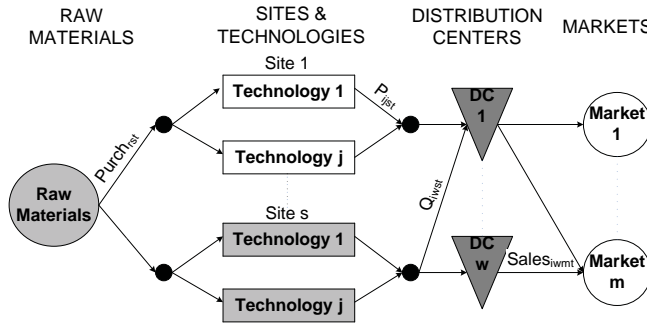 RAW MATERIALS
SITES & TECHNOLOGIES
DISTRIBUTION CENTERS
MARKETS
Site 1
Technology 1
Technology j
Site s
Technology 1
Technology j
Raw Materials
Purch_rst
P_ijst
Q_iwst
DC 1
DC w
Sales_iwmt
Market 1
Market m